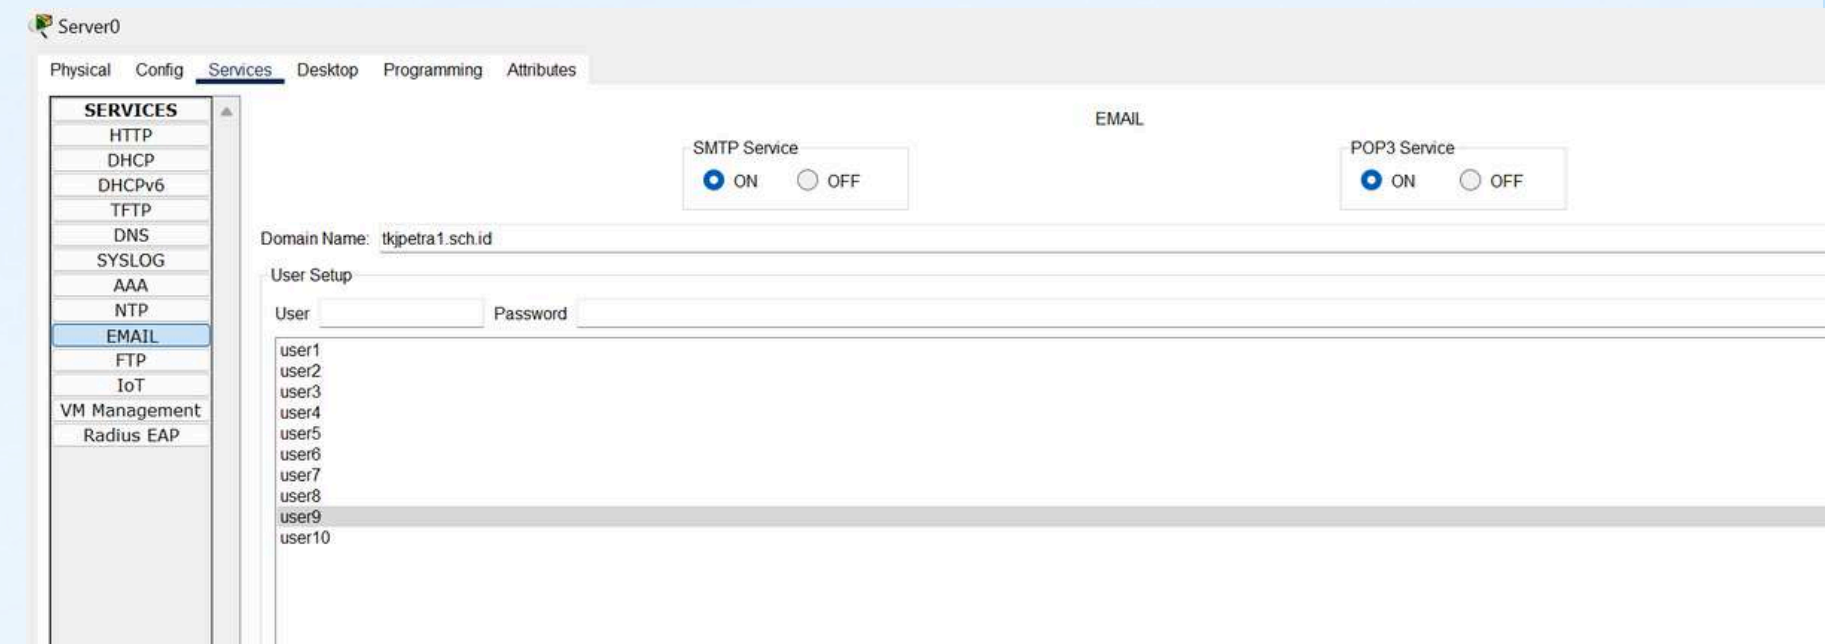 Server0
Physical Config Services Desktop Programming Attributes
SERVICES
HTTP
DHCP
DHCPv6
TFTP
DNS
SYSLOG
AAA
NTP
EMAIL
FTP
IoT
VM Management
Radius EAP
EMAIL
SMTP Service
ON OFF
POP3 Service
ON OFF
Domain Name: tkjpetra1.sch.id
User Setup
User Password
user1
user2
user3
user4
user5
user6
user7
user8
user9
user10